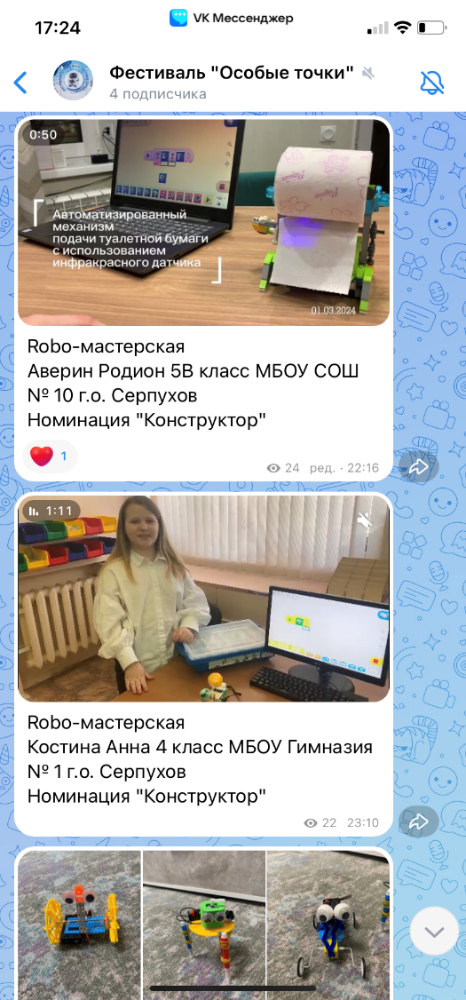 17:24
VK Мессенджер
Фестиваль "Особые точки"
4 подписчика
0:50
Автоматизированный
механизм
подачи туалетной бумаги
с использованием
инфракрасного датчика
01.03.2024
Robo-мастерская
Аверин Родион 5В класс МБОУ СОШ
№ 10 г.о. Серпухов
Номинация "Конструктор"
1
24 ред. · 22:16
1:11
Robo-мастерская
Костина Анна 4 класс МБОУ Гимназия
№ 1 г.о. Серпухов
Номинация "Конструктор"
22 23:10